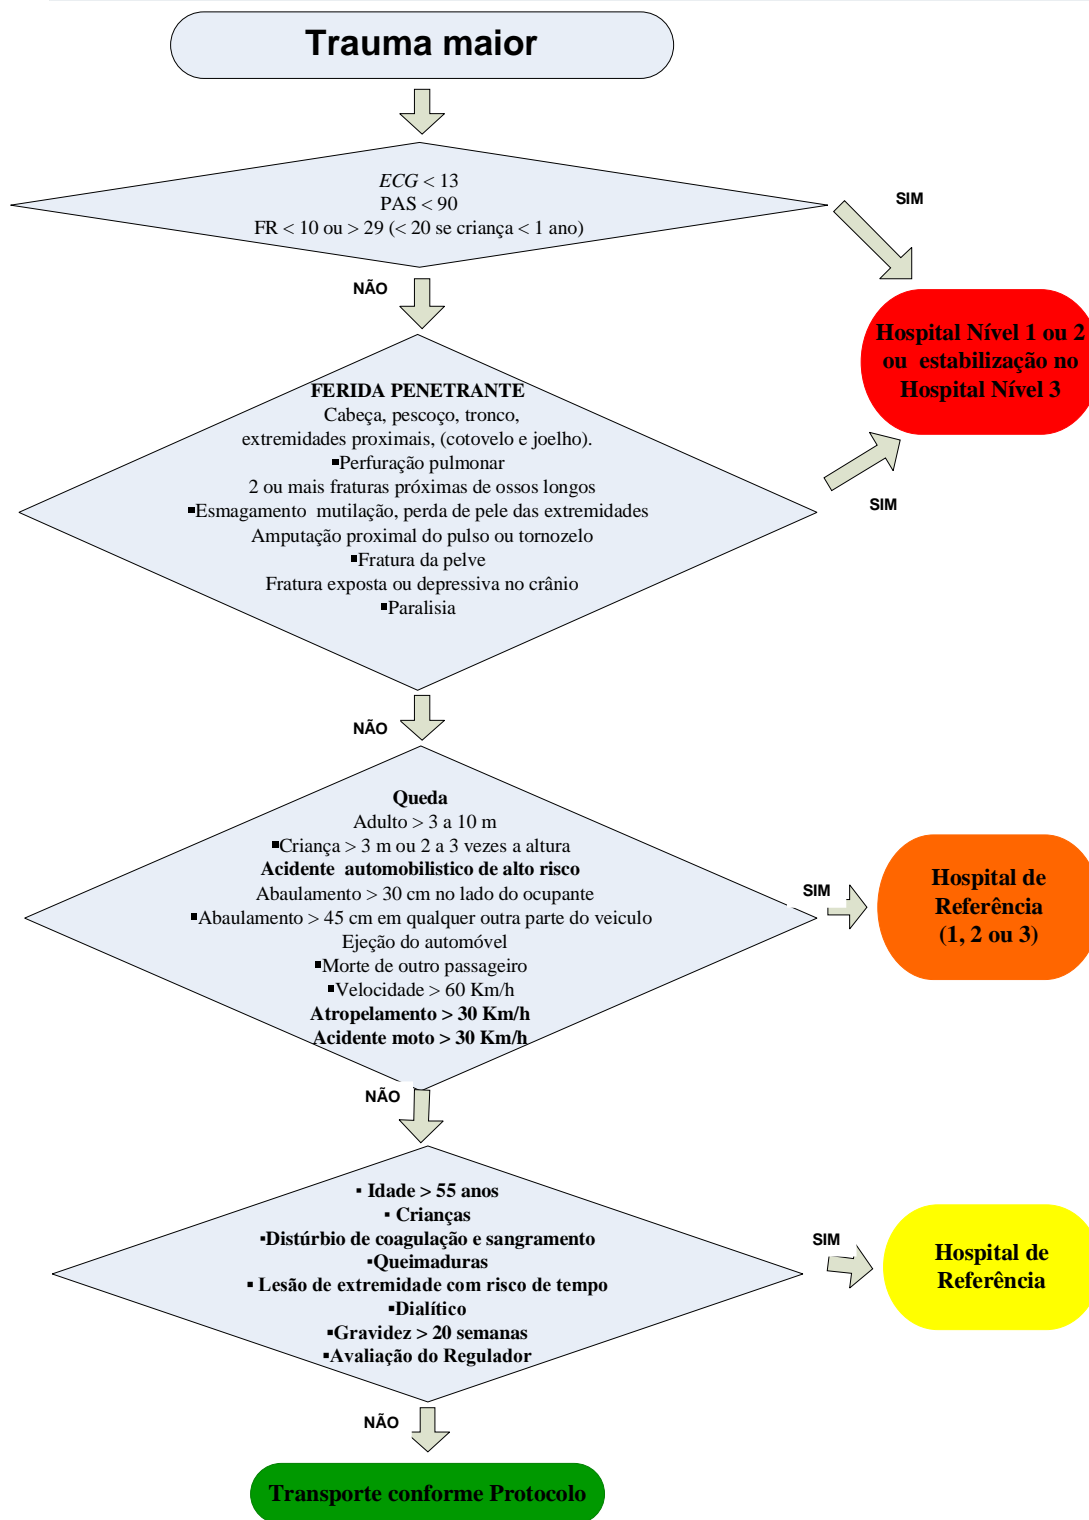 Trauma maior
ECG < 13
PAS < 90
FR < 10 ou > 29 (< 20 se criança < 1 ano)
SIM
NÃO
Hospital Nível 1 ou 2
ou estabilização no
Hospital Nível 3
FERIDA PENETRANTE
Cabeça, pescoço, tronco,
extremidades proximais, (cotovelo e joelho).
▪Perfuração pulmonar
2 ou mais fraturas próximas de ossos longos
▪Esmagamento mutilação, perda de pele das extremidades
Amputação proximal do pulso ou tornozelo
▪Fratura da pelve
Fratura exposta ou depressiva no crânio
▪Paralisia
SIM
NÃO
Queda
Adulto > 3 a 10 m
▪Criança > 3 m ou 2 a 3 vezes a altura
Acidente automobilistico de alto risco
Abaulamento > 30 cm no lado do ocupante
▪Abaulamento > 45 cm em qualquer outra parte do veiculo
Ejeção do automóvel
▪Morte de outro passageiro
▪Velocidade > 60 Km/h
Atropelamento > 30 Km/h
Acidente moto > 30 Km/h
SIM
Hospital de
Referência
(1, 2 ou 3)
NÃO
▪ Idade > 55 anos
▪ Crianças
▪Distúrbio de coagulação e sangramento
▪Queimaduras
▪ Lesão de extremidade com risco de tempo
▪Dialítico
▪Gravidez > 20 semanas
▪Avaliação do Regulador
SIM
Hospital de
Referência
NÃO
Transporte conforme Protocolo